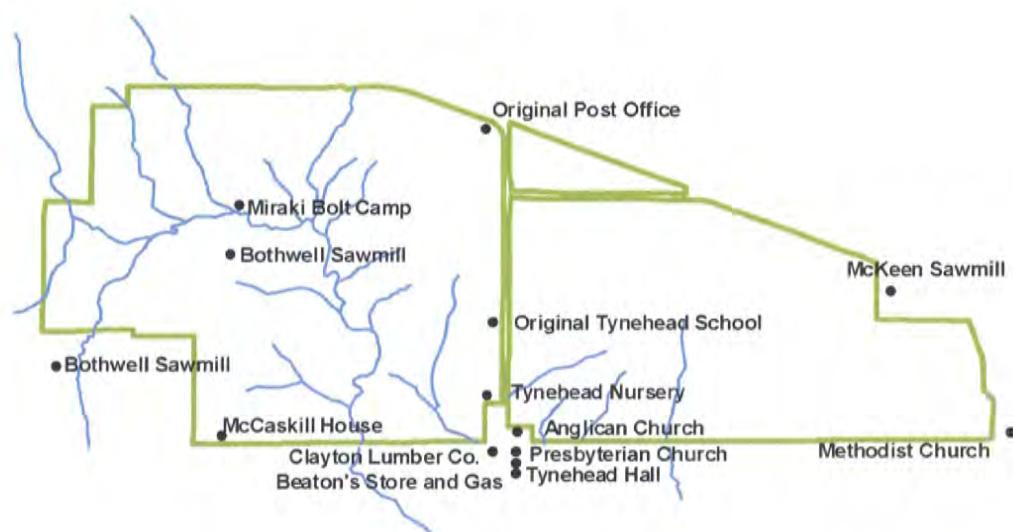 Original Post Office
Miraki Bolt Camp
Bothwell Sawmill
McKeen Sawmill
Original Tynehead School
Bothwell Sawmill
Tynehead Nursery
McCaskill House
Anglican Church
Clayton Lumber Co.
Presbyterian Church
Methodist Church
Beaton's Store and Gas
Tynehead Hall